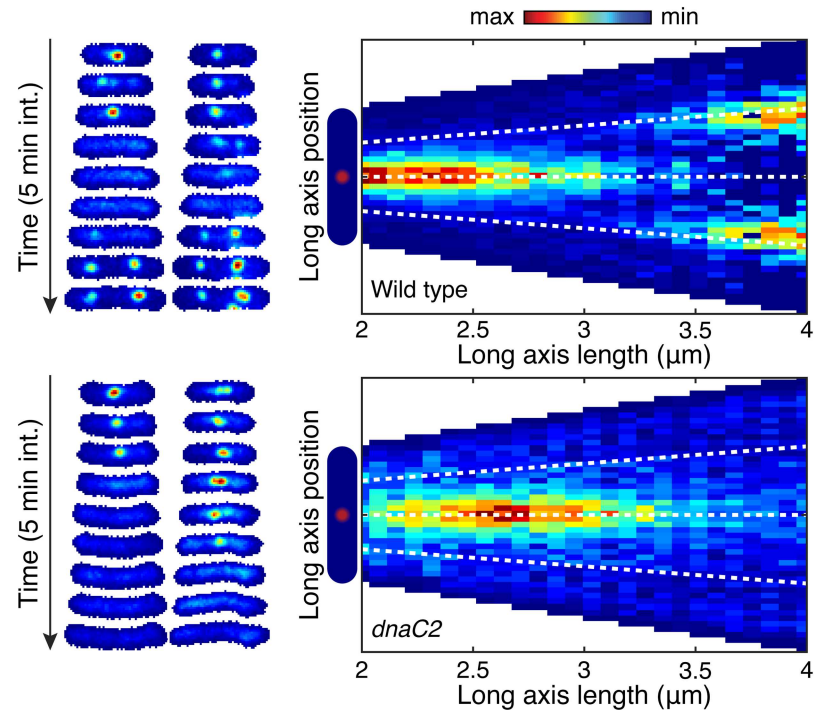 max min
Time (5 min int.)
Long axis position
Wild type
2 2.5 3 3.5 4
Long axis length (μm)
Time (5 min int.)
Long axis position
dnaC2
2 2.5 3 3.5 4
Long axis length (μm)